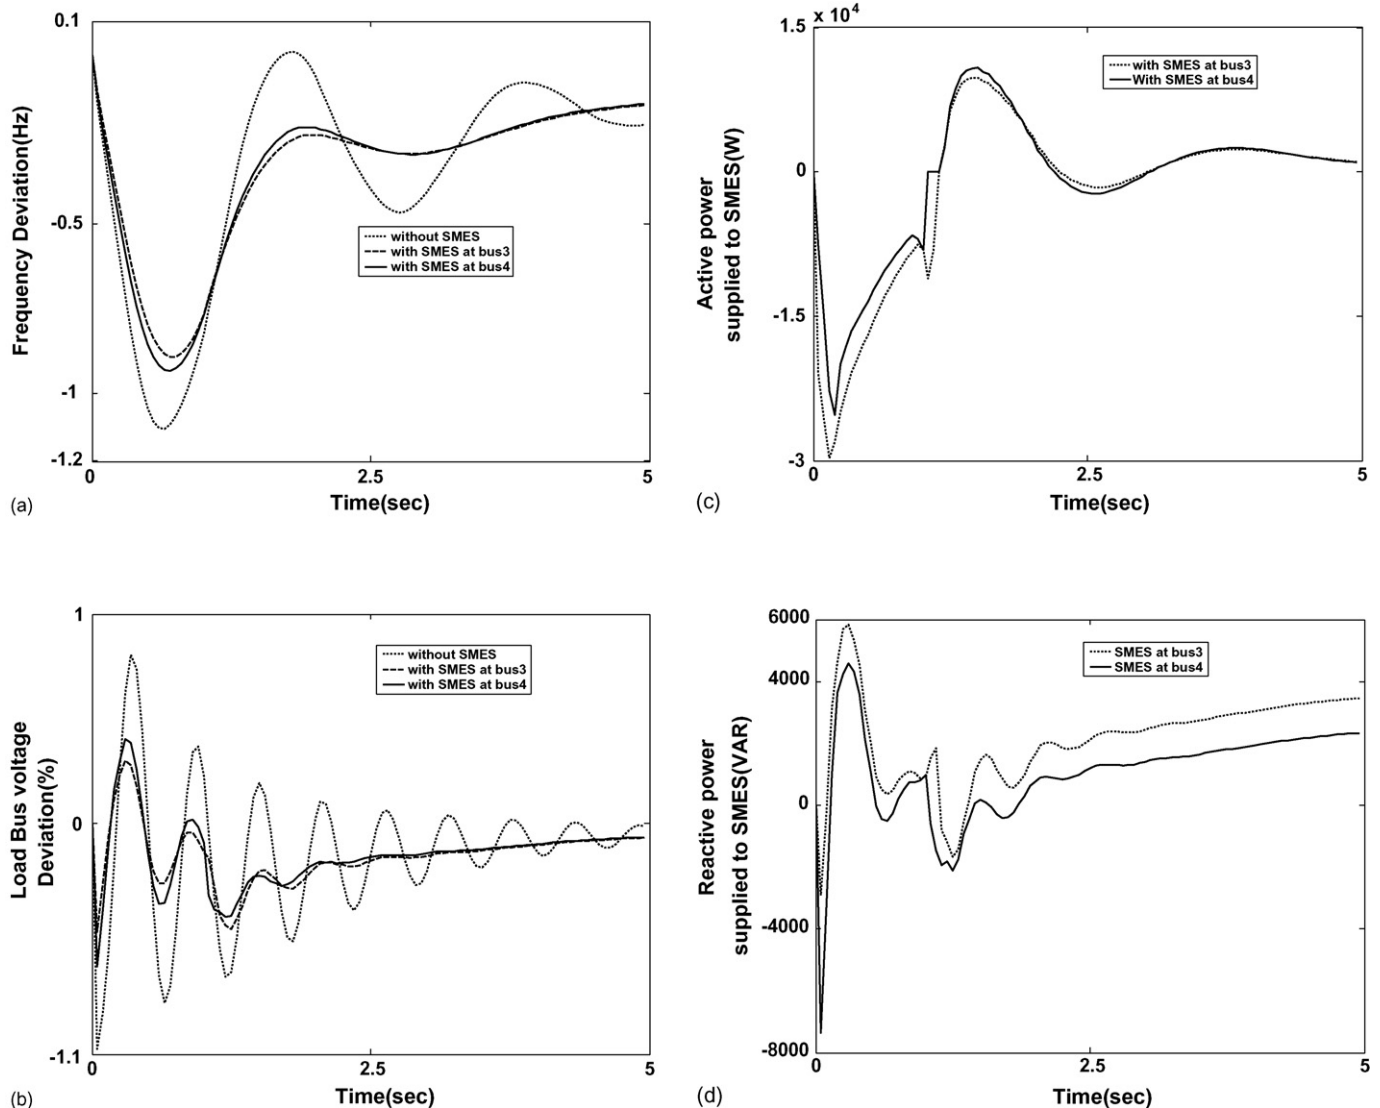 0.1
-0.5
-1
-1.2
0
2.5
5
Frequency Deviation(Hz)
Time(sec)
without SMES
with SMES at bus3
with SMES at bus4
(a)
x 10⁴
1.5
0
-1.5
-3
0
2.5
5
Active power
supplied to SMES(W)
Time(sec)
with SMES at bus3
With SMES at bus4
(c)
1
0
-1.1
0
2.5
5
Load Bus voltage
Deviation(%)
Time(sec)
without SMES
with SMES at bus3
with SMES at bus4
(b)
6000
4000
0
-4000
-8000
0
2.5
5
Reactive power
supplied to SMES(VAR)
Time(sec)
SMES at bus3
SMES at bus4
(d)